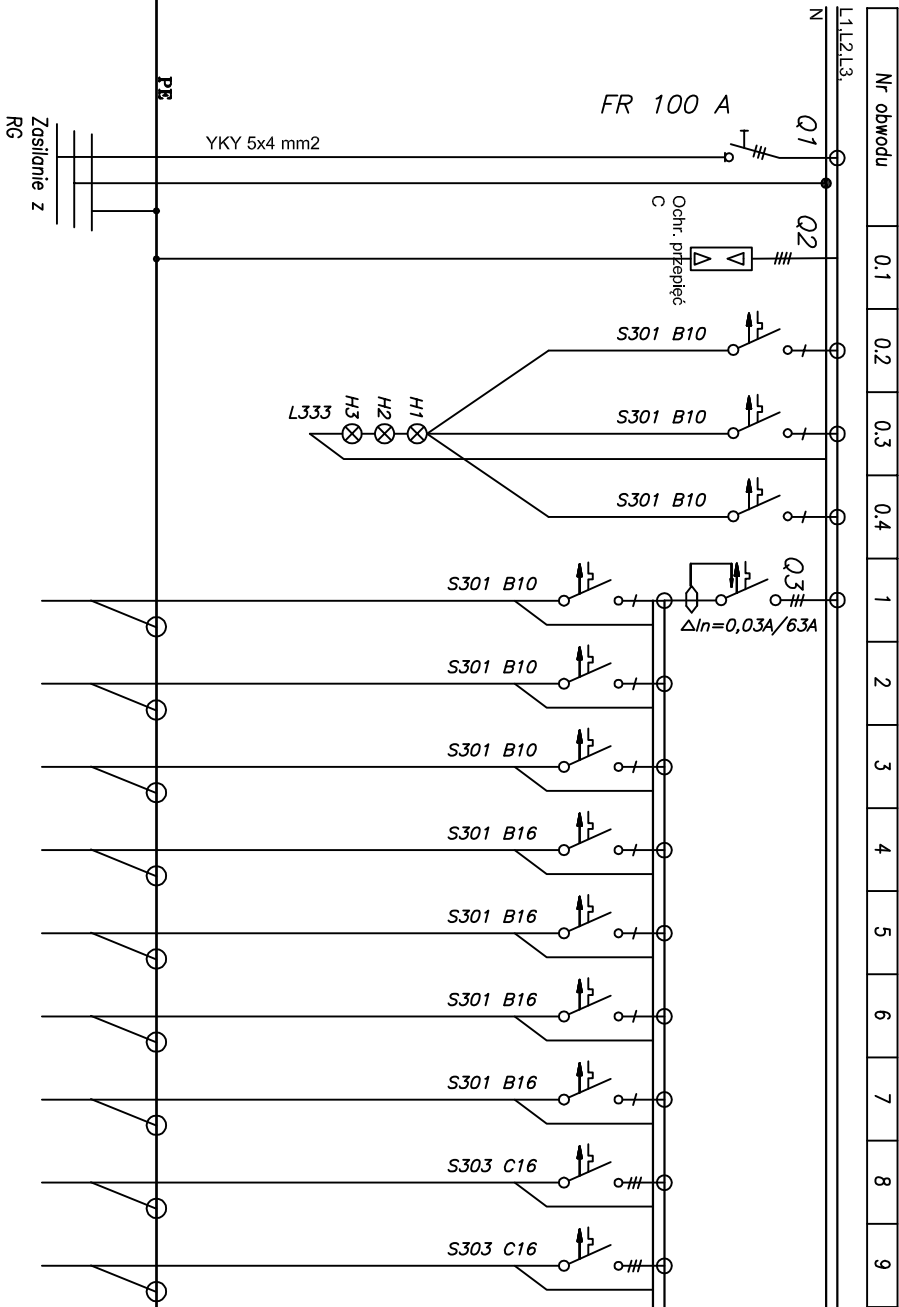 Nr obwodu
0.1
0.2
0.3
0.4
1
2
3
4
5
6
7
8
9
L1,L2,L3,
N
Q1
FR 100 A
YKY 5x4 mm2
PE
Zasilanie z
RG
Q2
Ochr. przepięć
C
S301 B10
S301 B10
S301 B10
H1
H2
H3
L333
Q3
ΔIn=0,03A/63A
S301 B10
S301 B10
S301 B10
S301 B16
S301 B16
S301 B16
S301 B16
S303 C16
S303 C16